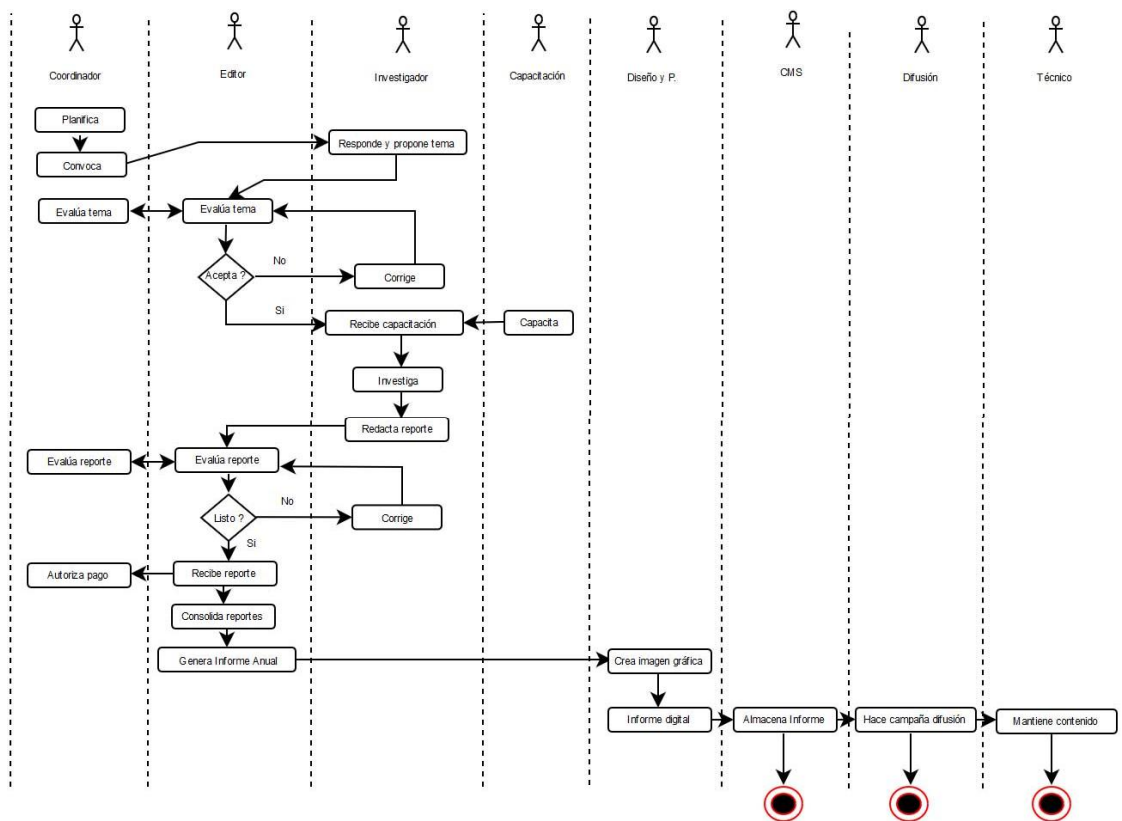 Coordinador
Editor
Investigador
Capacitación
Diseño y P.
CMS
Difusión
Técnico
Planifica
Convoca
Responde y propone tema
Evalúa tema
Evalúa tema
Acepta ?
No
Corrige
Si
Recibe capacitación
Capacita
Investiga
Redacta reporte
Evalúa reporte
Evalúa reporte
No
Listo ?
Corrige
Si
Autoriza pago
Recibe reporte
Consolida reportes
Genera Informe Anual
Crea imagen gráfica
Informe digital
Almacena Informe
Hace campaña difusión
Mantiene contenido